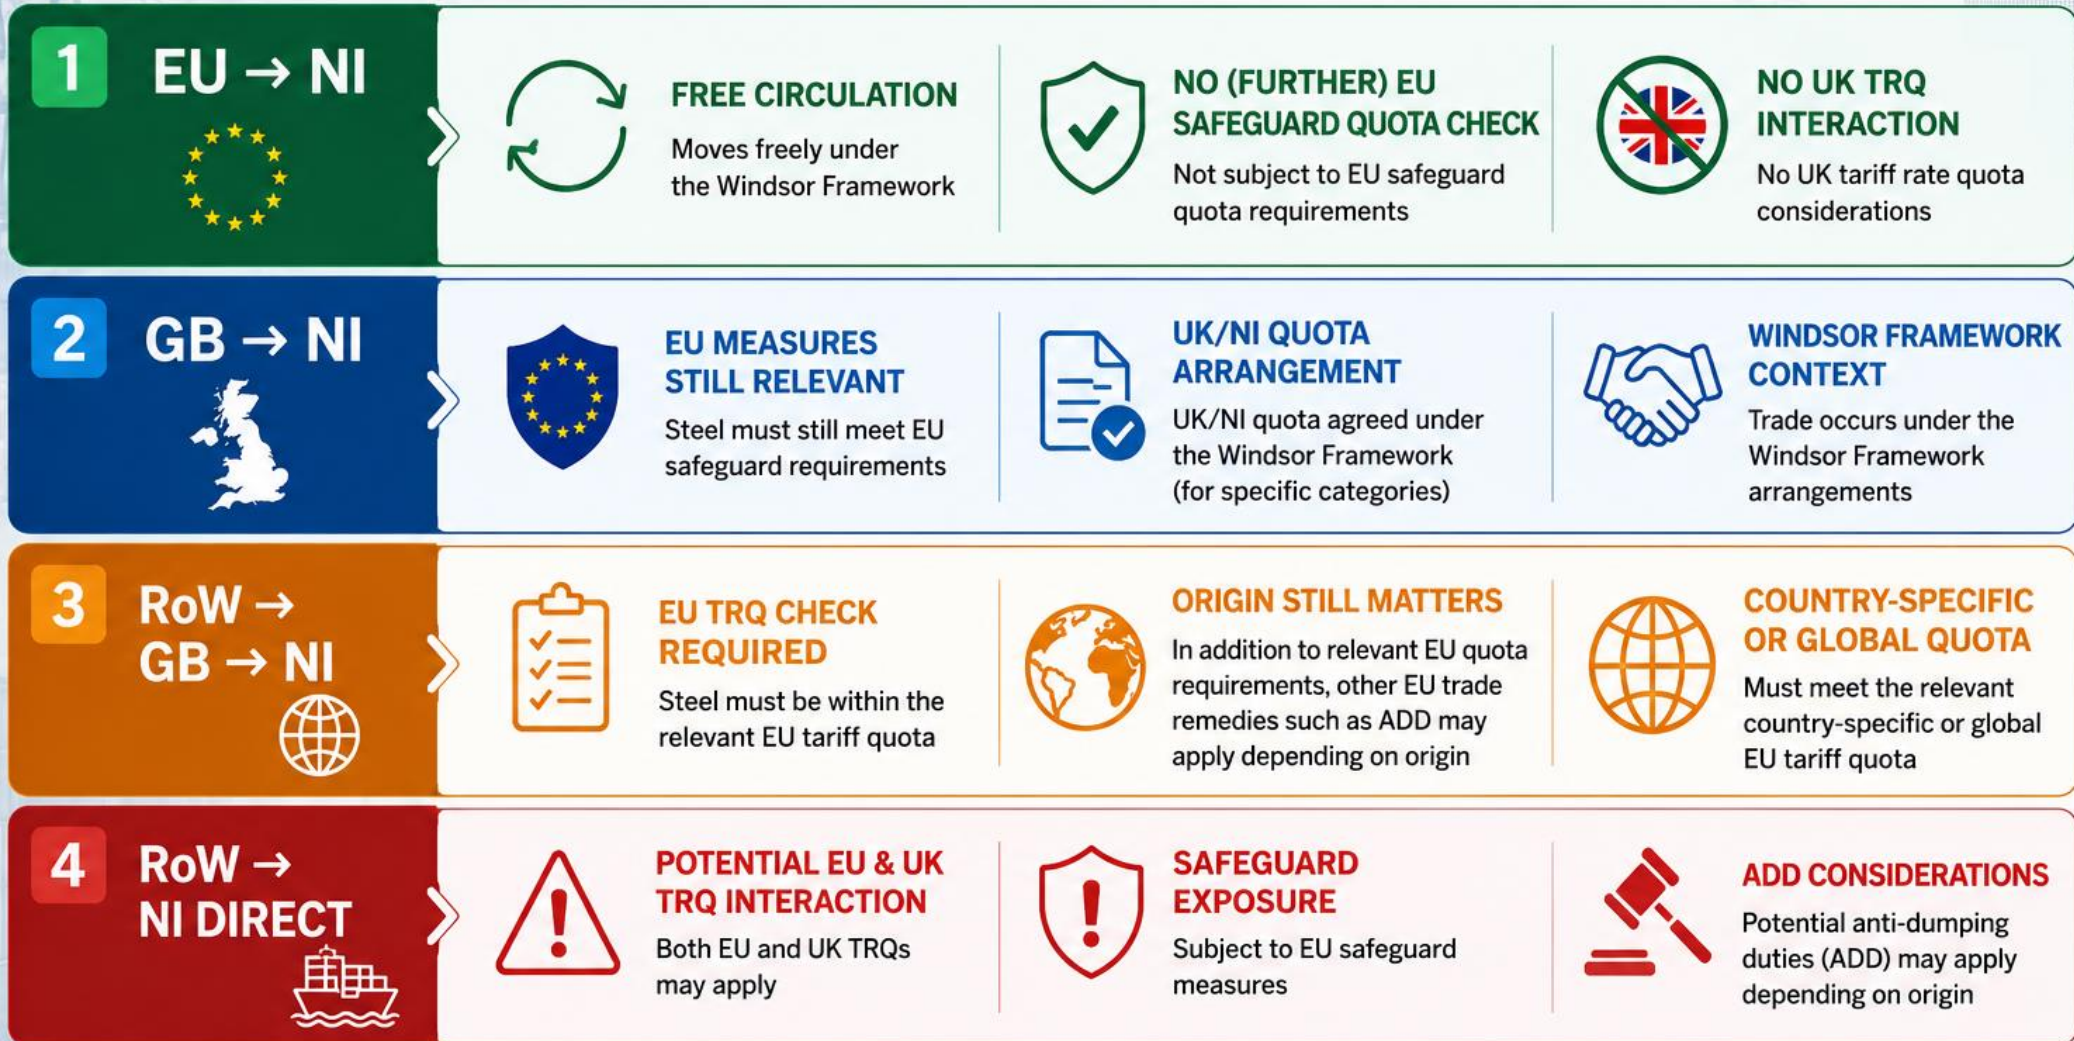 1
EU → NI
FREE CIRCULATION
Moves freely under
the Windsor Framework
NO (FURTHER) EU
SAFEGUARD QUOTA CHECK
Not subject to EU safeguard
quota requirements
NO UK TRQ
INTERACTION
No UK tariff rate quota
considerations
2
GB → NI
EU MEASURES
STILL RELEVANT
Steel must still meet EU
safeguard requirements
UK/NI QUOTA
ARRANGEMENT
UK/NI quota agreed under
the Windsor Framework
(for specific categories)
WINDSOR FRAMEWORK
CONTEXT
Trade occurs under the
Windsor Framework
arrangements
3
RoW →
GB → NI
EU TRQ CHECK
REQUIRED
Steel must be within the
relevant EU tariff quota
ORIGIN STILL MATTERS
In addition to relevant EU quota
requirements, other EU trade
remedies such as ADD may
apply depending on origin
COUNTRY-SPECIFIC
OR GLOBAL QUOTA
Must meet the relevant
country-specific or global
EU tariff quota
4
RoW →
NI DIRECT
POTENTIAL EU & UK
TRQ INTERACTION
Both EU and UK TRQs
may apply
SAFEGUARD
EXPOSURE
Subject to EU safeguard
measures
ADD CONSIDERATIONS
Potential anti-dumping
duties (ADD) may apply
depending on origin